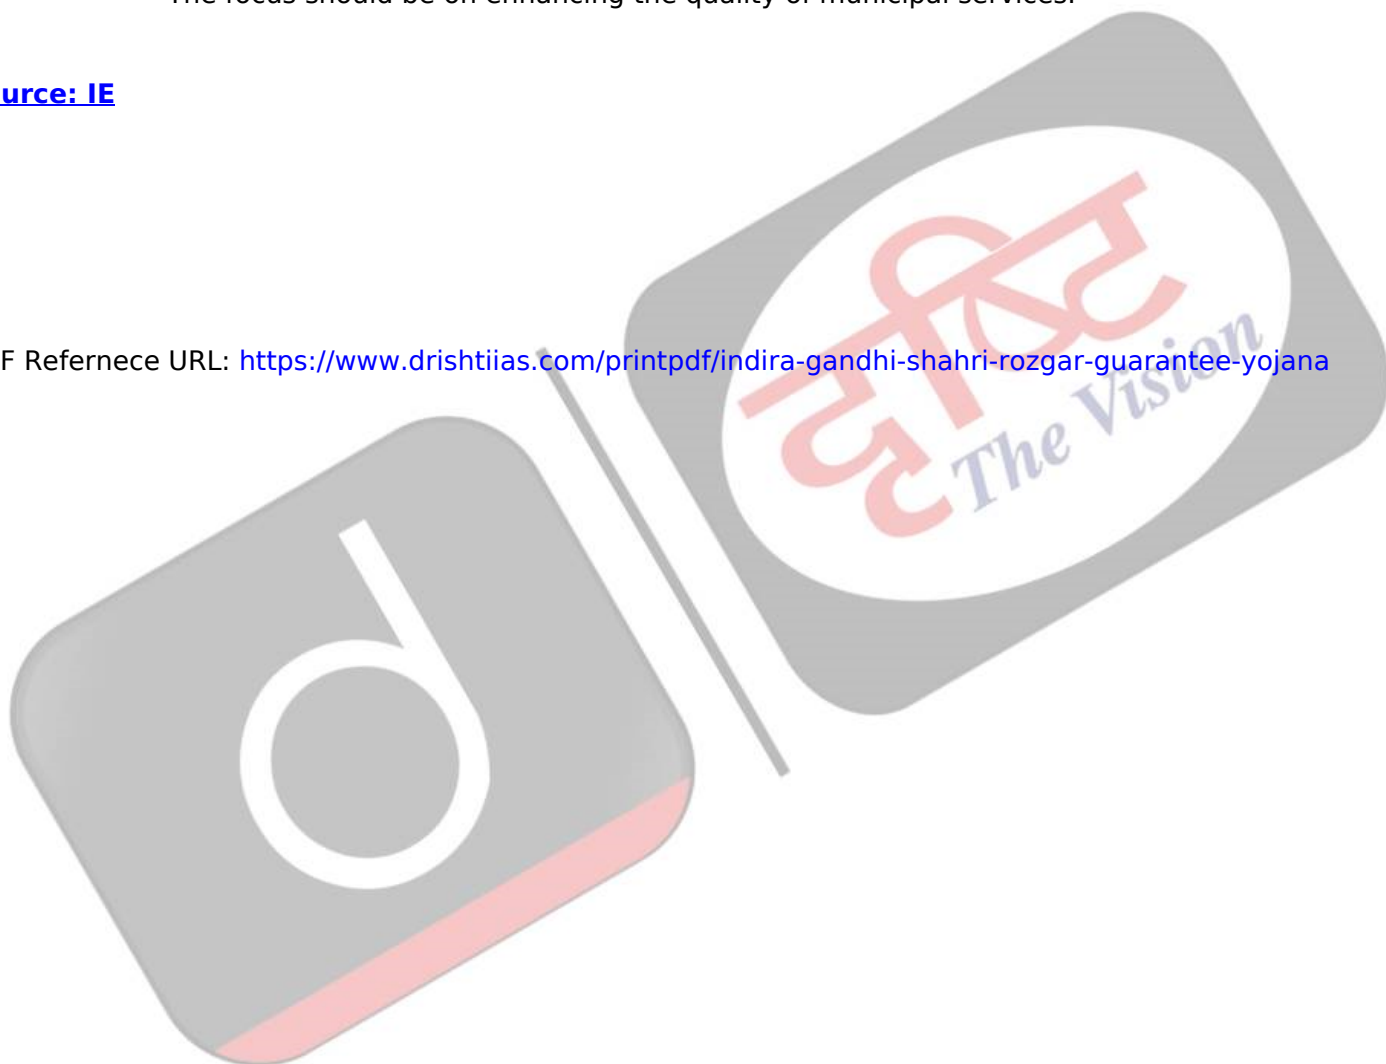 The focus should be on enhancing the quality of municipal services.
urce: IE
F Refernece URL: https://www.drishtiias.com/printpdf/indira-gandhi-shahri-rozgar-guarantee-yojana
दृष्टि
The Vision
d